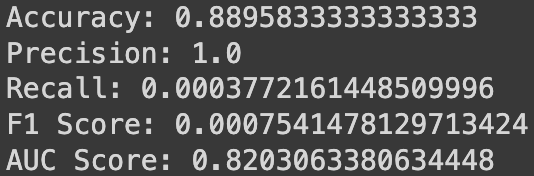 Accuracy: 0.8895833333333333
Precision: 1.0
Recall: 0.0003772161448509996
F1 Score: 0.0007541478129713424
AUC Score: 0.8203063380634448